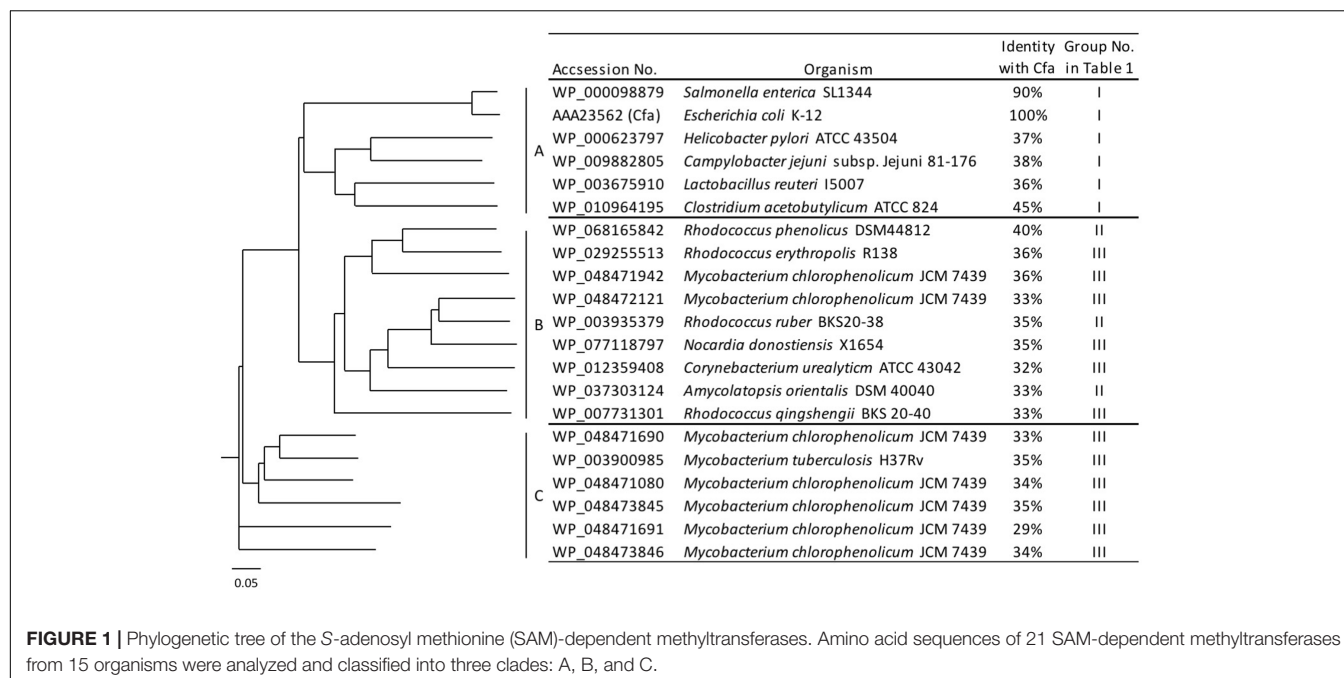 Identity Group No.
Accsession No. Organism with Cfa in Table 1
WP_000098879 Salmonella enterica SL1344 90% I
AAA23562 (Cfa) Escherichia coli K-12 100% I
WP_000623797 Helicobacter pylori ATCC 43504 37% I
A
WP_009882805 Campylobacter jejuni subsp. Jejuni 81-176 38% I
WP_003675910 Lactobacillus reuteri I5007 36% I
WP_010964195 Clostridium acetobutylicum ATCC 824 45% I
WP_068165842 Rhodococcus phenolicus DSM44812 40% II
WP_029255513 Rhodococcus erythropolis R138 36% III
WP_048471942 Mycobacterium chlorophenolicum JCM 7439 36% III
WP_048472121 Mycobacterium chlorophenolicum JCM 7439 33% III
B
WP_003935379 Rhodococcus ruber BKS20-38 35% II
WP_077118797 Nocardia donostiensis X1654 35% III
WP_012359408 Corynebacterium urealyticm ATCC 43042 32% III
WP_037303124 Amycolatopsis orientalis DSM 40040 33% II
WP_007731301 Rhodococcus qingshengii BKS 20-40 33% III
WP_048471690 Mycobacterium chlorophenolicum JCM 7439 33% III
WP_003900985 Mycobacterium tuberculosis H37Rv 35% III
WP_048471080 Mycobacterium chlorophenolicum JCM 7439 34% III
C
WP_048473845 Mycobacterium chlorophenolicum JCM 7439 35% III
WP_048471691 Mycobacterium chlorophenolicum JCM 7439 29% III
WP_048473846 Mycobacterium chlorophenolicum JCM 7439 34% III
0.05
FIGURE 1 | Phylogenetic tree of the S-adenosyl methionine (SAM)-dependent methyltransferases. Amino acid sequences of 21 SAM-dependent methyltransferases
from 15 organisms were analyzed and classified into three clades: A, B, and C.